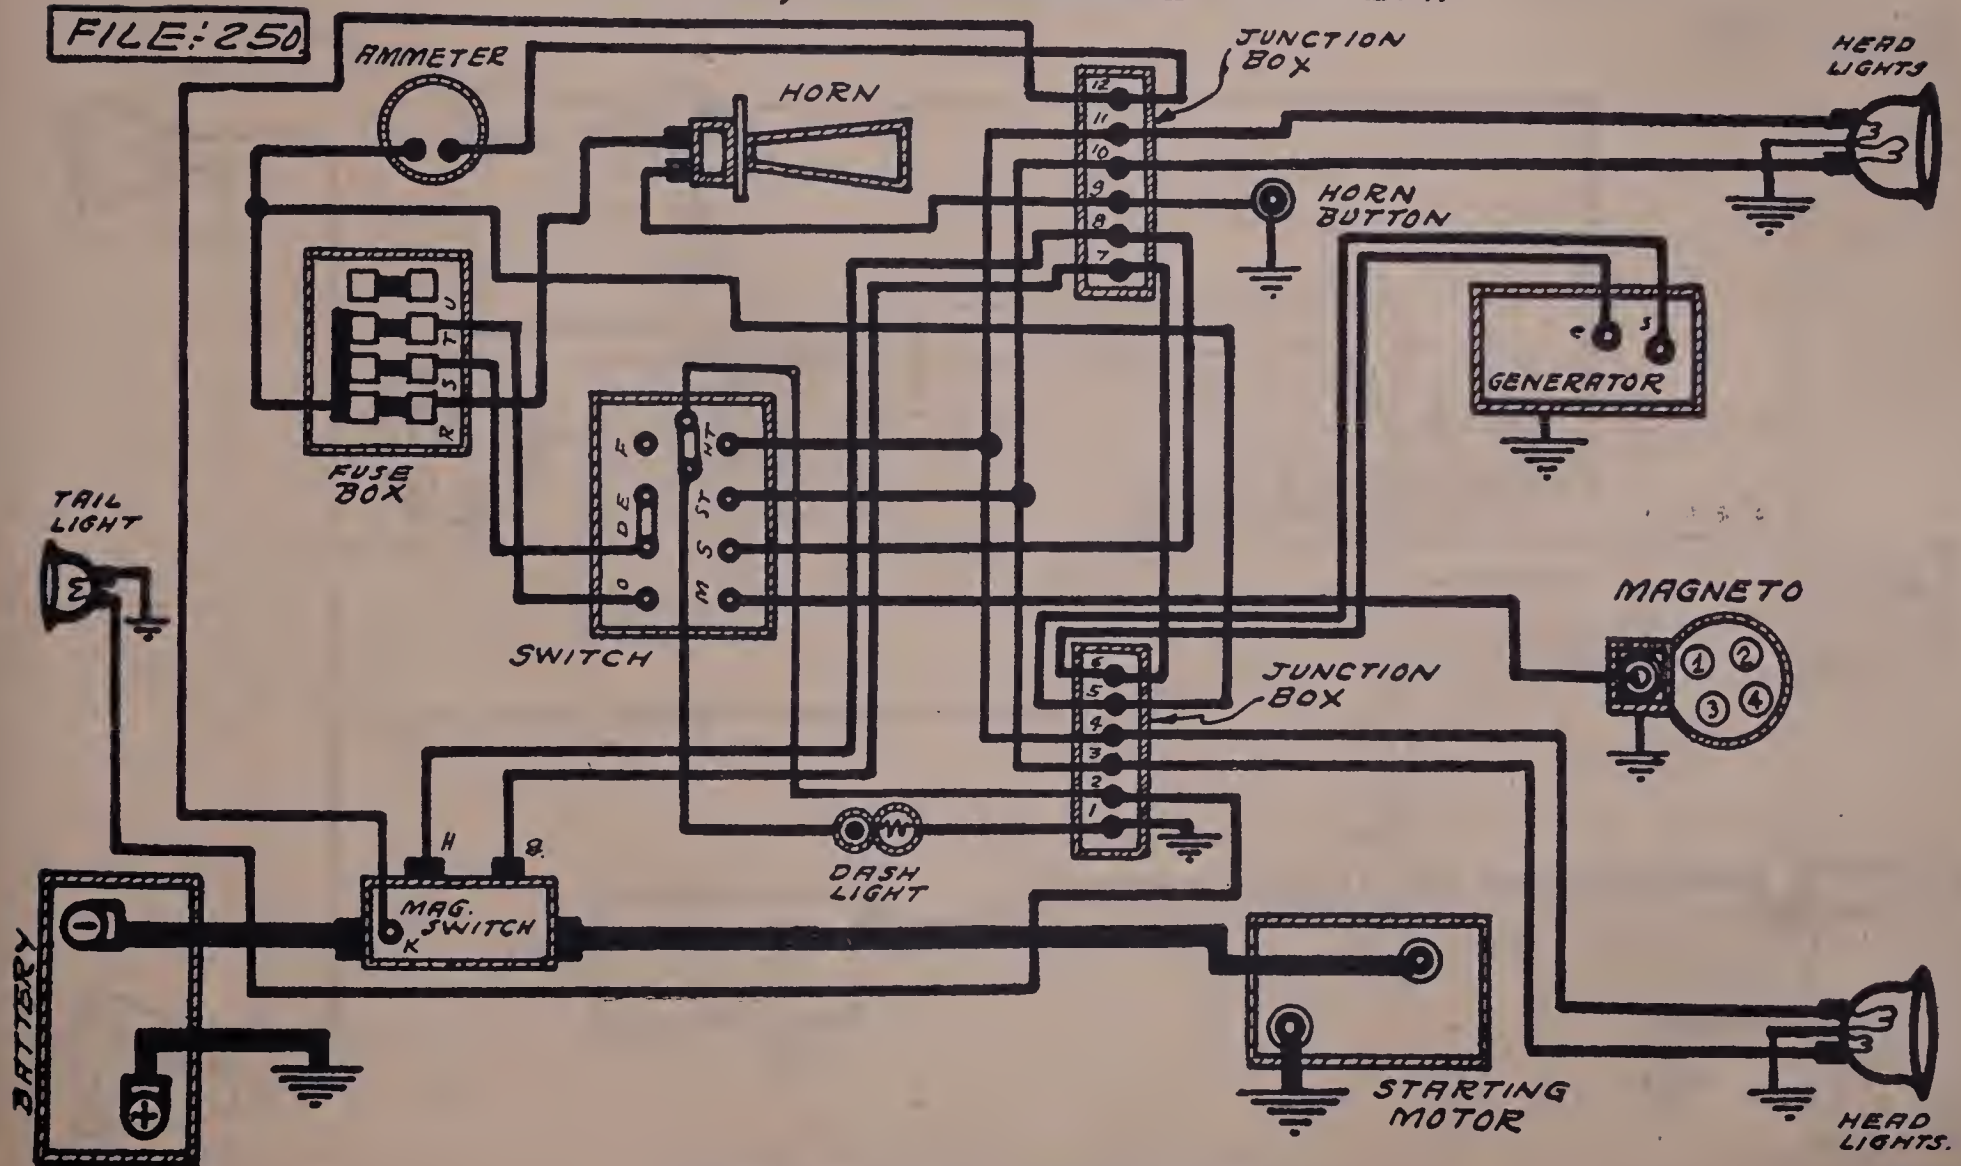 FILE:-250.
AMMETER
HORN
JUNCTION
BOX
HEAD
LIGHTS
12
11
10
9
8
7
HORN
BUTTON
U
T
S
R
FUSE
BOX
C
S
GENERATOR
F
HT
D E
ST
S
O
M
SWITCH
TAIL
LIGHT
MAGNETO
1
2
3
4
JUNCTION
BOX
6
5
4
3
2
1
H
B.
MAG.
SWITCH
K
DASH
LIGHT
BATTERY
-
+
STARTING
MOTOR
HEAD
LIGHTS.